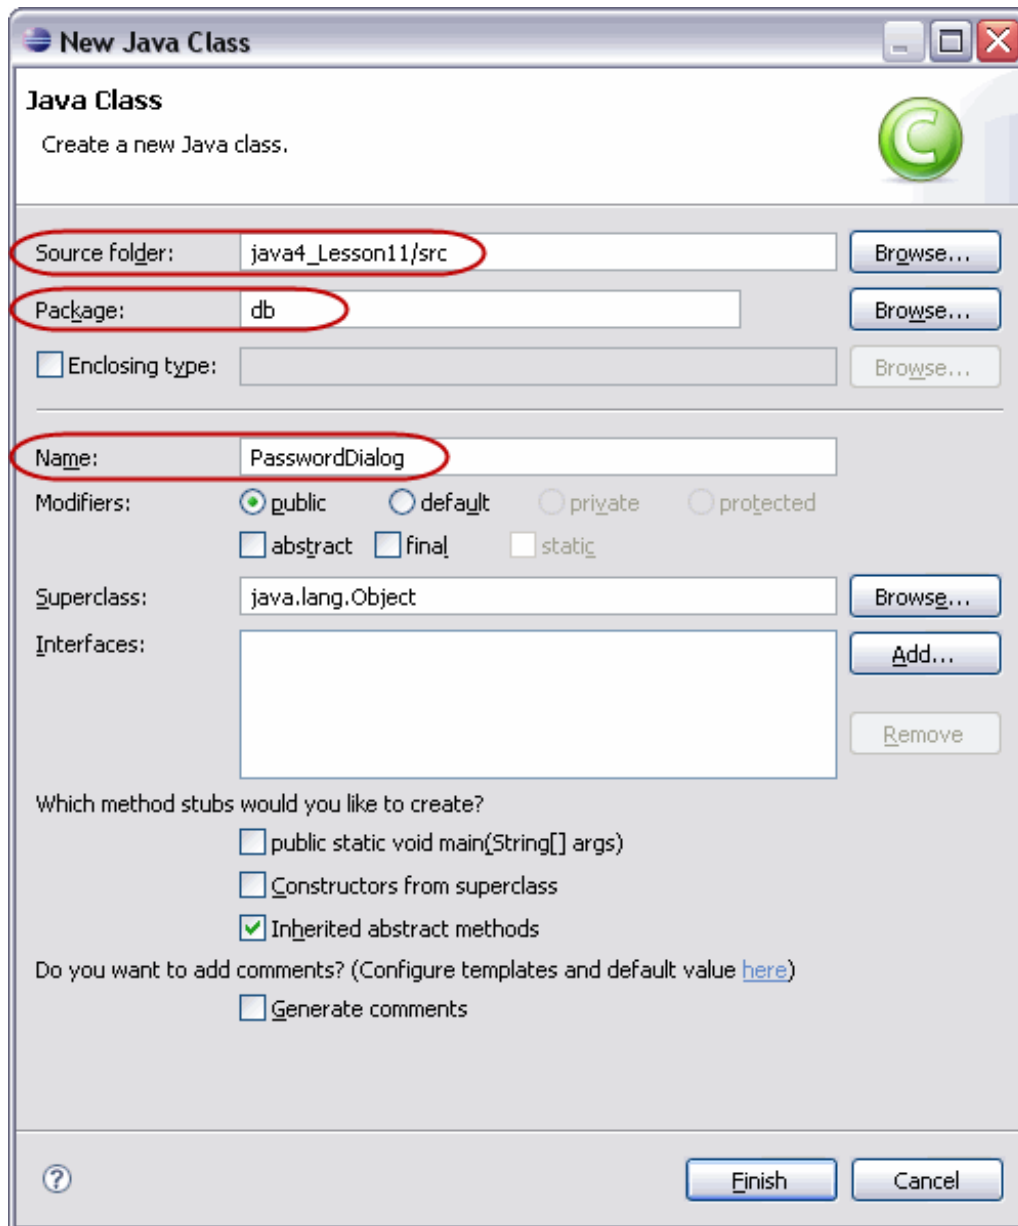 New Java Class
Java Class
Create a new Java class.
C
Source folder: java4_Lesson11/src Browse...
Package: db Browse...
Enclosing type: Browse...
Name: PasswordDialog
Modifiers: public default private protected
abstract final static
Superclass: java.lang.Object Browse...
Interfaces: Add...
Remove
Which method stubs would you like to create?
public static void main(String[] args)
Constructors from superclass
Inherited abstract methods
Do you want to add comments? (Configure templates and default value here)
Generate comments
? Finish Cancel